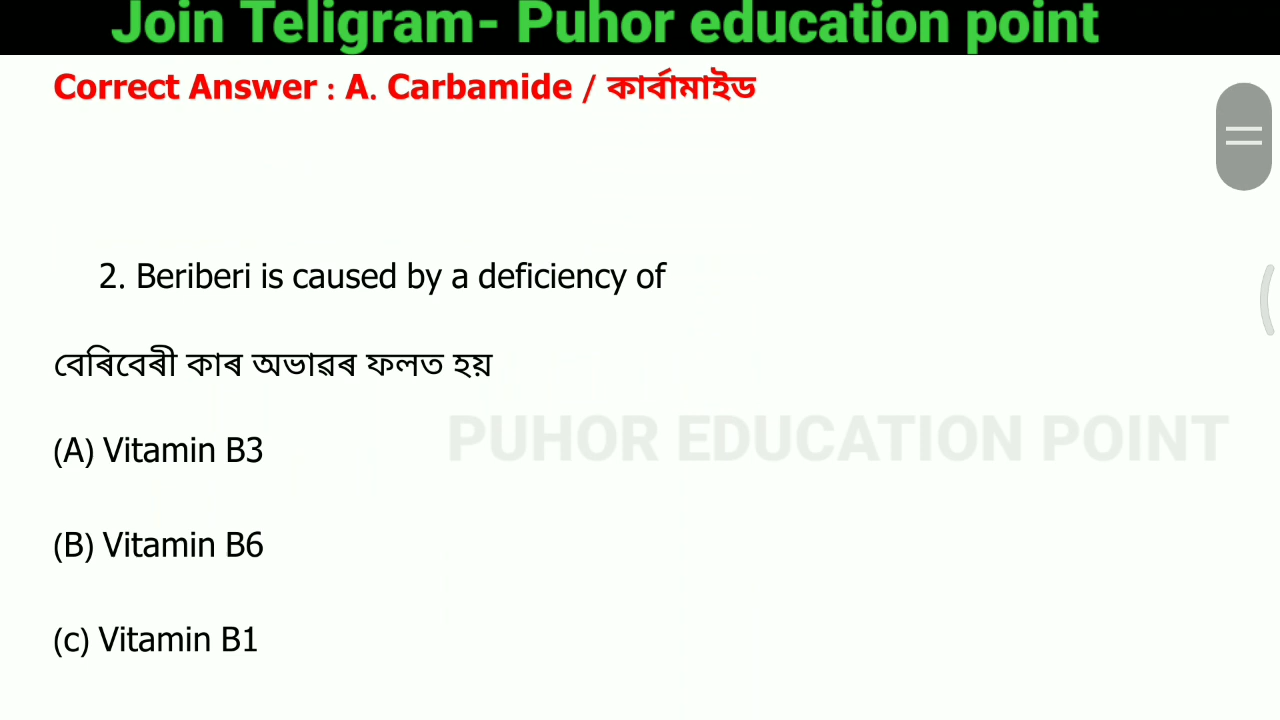 Join Teligram- Puhor education point
Correct Answer : A. Carbamide / কাৰ্বামাইড
2. Beriberi is caused by a deficiency of
বেৰিবেৰী কাৰ অভাৱৰ ফলত হয়
(A) Vitamin B3
PUHOR EDUCATION POINT
(B) Vitamin B6
(c) Vitamin B1